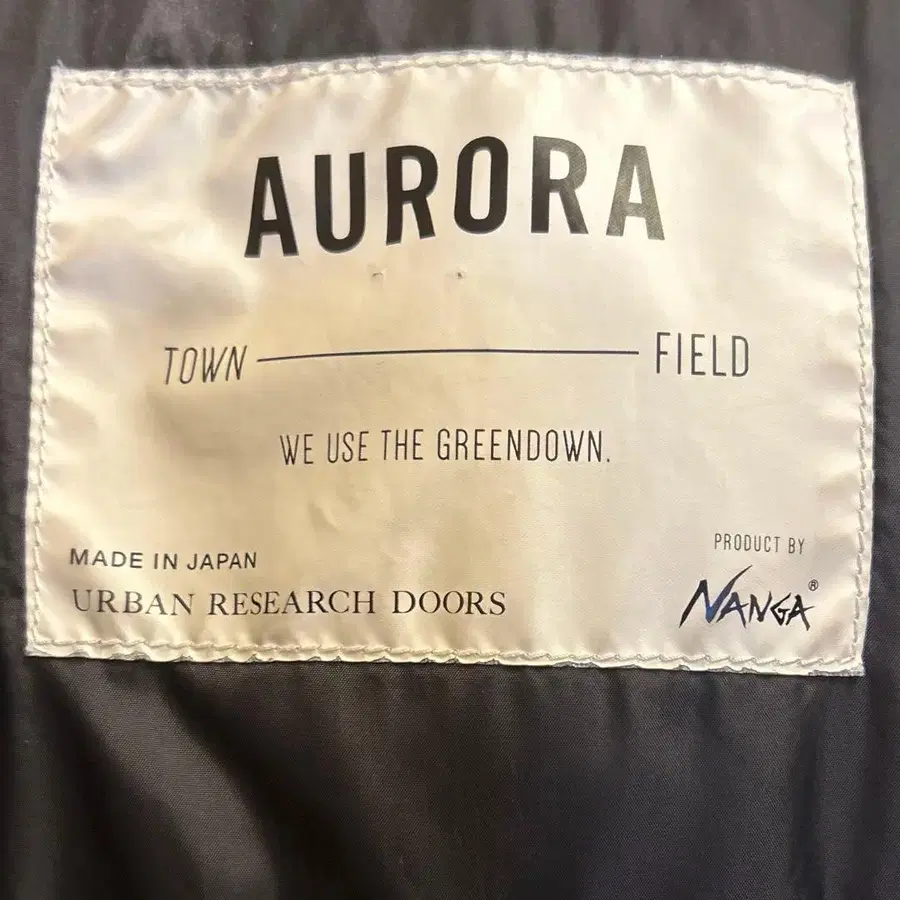 AURORA
TOWN FIELD
WE USE THE GREENDOWN.
PRODUCT BY
MADE IN JAPAN
URBAN RESEARCH DOORS
NANGA®